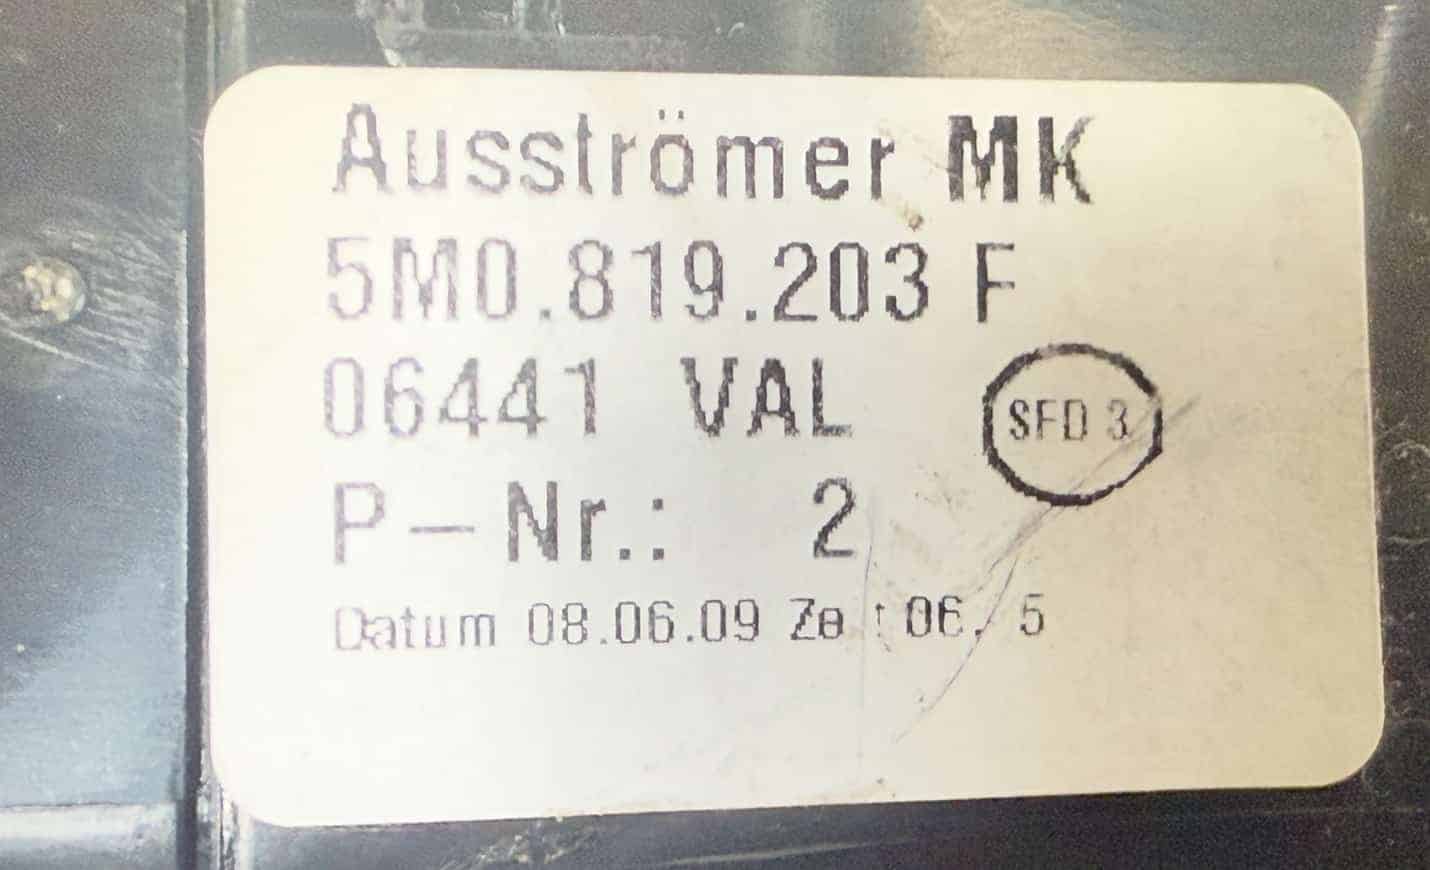 Ausströmer MK
5M0.819.203 F
06441 VAL
SFD 3
P-Nr.: 2
Datum 08.06.09